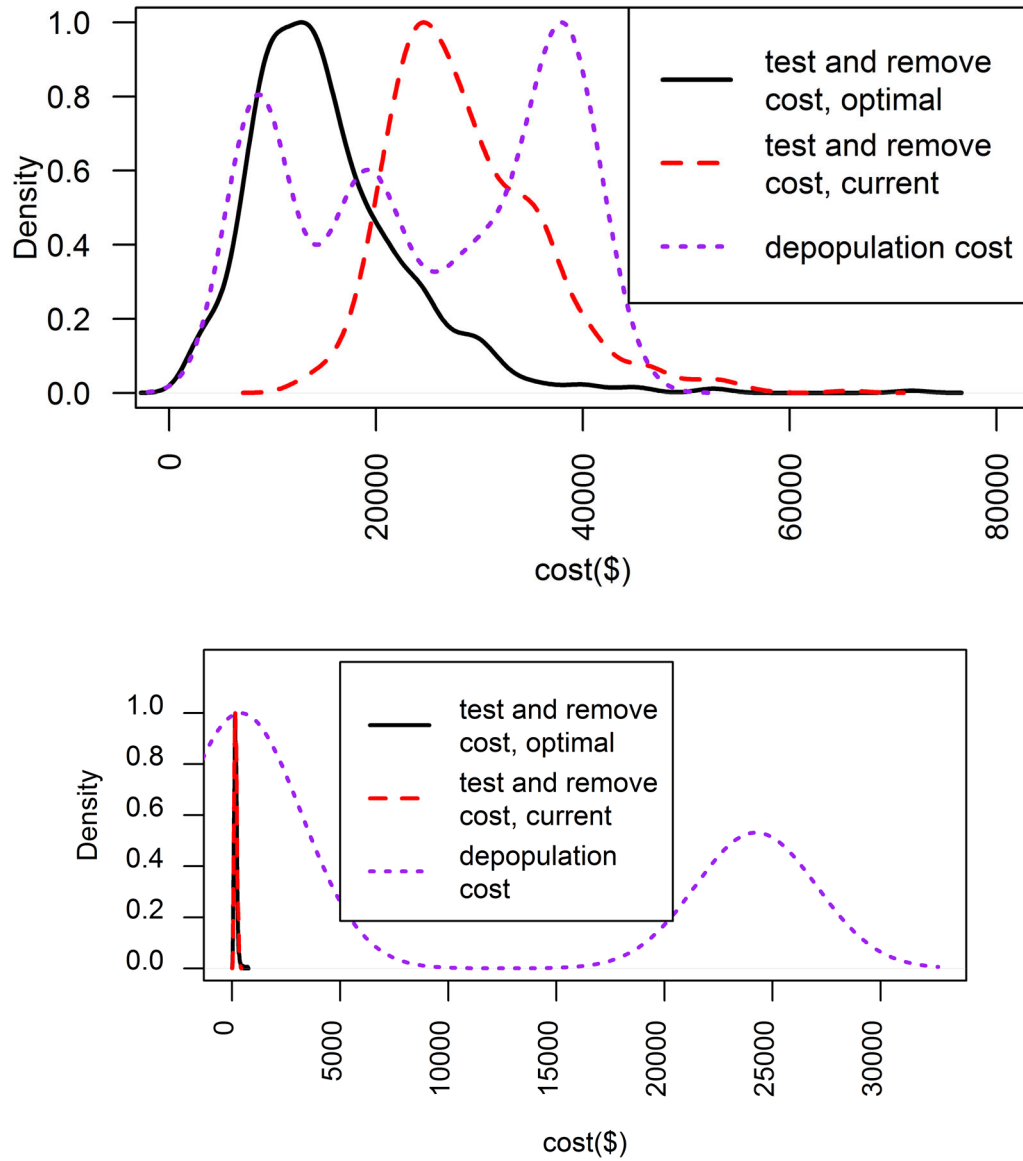 1.0
0.8
0.6
0.4
0.2
0.0
Density
test and remove
cost, optimal
test and remove
cost, current
depopulation cost
0
20000
40000
60000
80000
cost($)
1.0
0.8
0.6
0.4
0.2
0.0
Density
test and remove
cost, optimal
test and remove
cost, current
depopulation
cost
0
5000
10000
15000
20000
25000
30000
cost($)